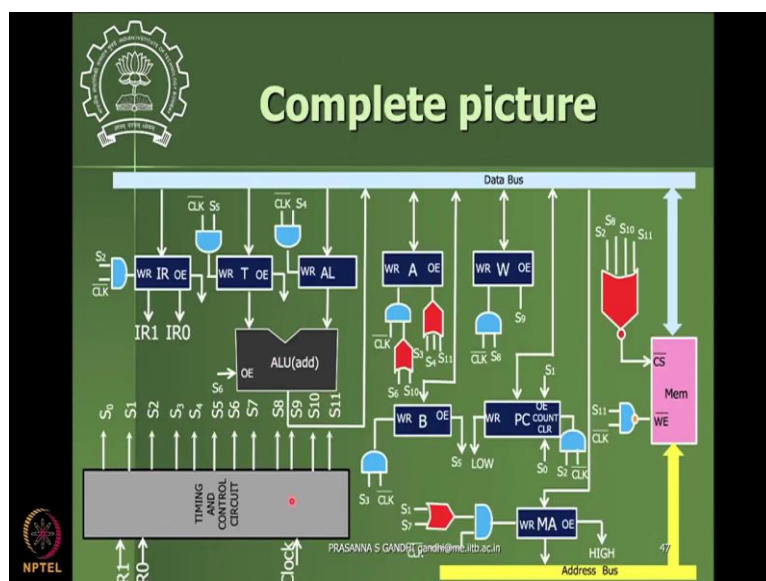 Complete picture
Data Bus
CLK S5
CLK S4
S2
CLK
WR IR OE
WR T OE
WR AL
WR A OE
WR W OE
S2 S8 S10 S11
IR1 IR0
ALU(add)
OE
S6
CLK
S3
S4 S11
S6 S10
CLK S8
S9
S1
CS
Mem
WE
S11
CLK
WR B OE
WR PC OE
COUNT
CLR
S5 LOW
S0
S2 CLK
S3 CLK
S0 S1 S2 S3 S4 S5 S6 S7 S8 S9 S10 S11
TIMING
AND
CONTROL
CIRCUIT
S1
S7
WR MA OE
HIGH
R1 R0 Clock
PRASANNA S GANDHI gandhi@me.iitb.ac.in
47
Address Bus
NPTEL